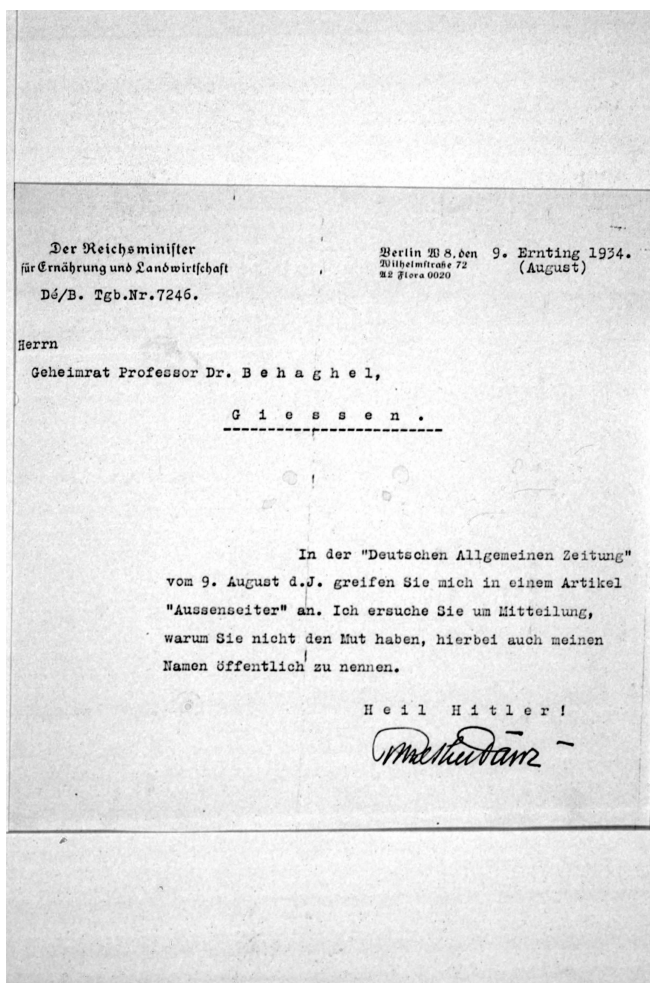 Der Reichsminister
für Ernährung und Landwirtschaft
Dé/B. Tgb.Nr.7246.
Berlin W 8, den 9. Ernting 1934.
Wilhelmstraße 72 (August)
A2 Flora 0020
Herrn
Geheimrat Professor Dr. B e h a g h e l,
G i e s s e n .
In der "Deutschen Allgemeinen Zeitung"
vom 9. August d.J. greifen Sie mich in einem Artikel
"Aussenseiter" an. Ich ersuche Sie um Mitteilung,
warum Sie nicht den Mut haben, hierbei auch meinen
Namen öffentlich zu nennen.
H e i l H i t l e r !